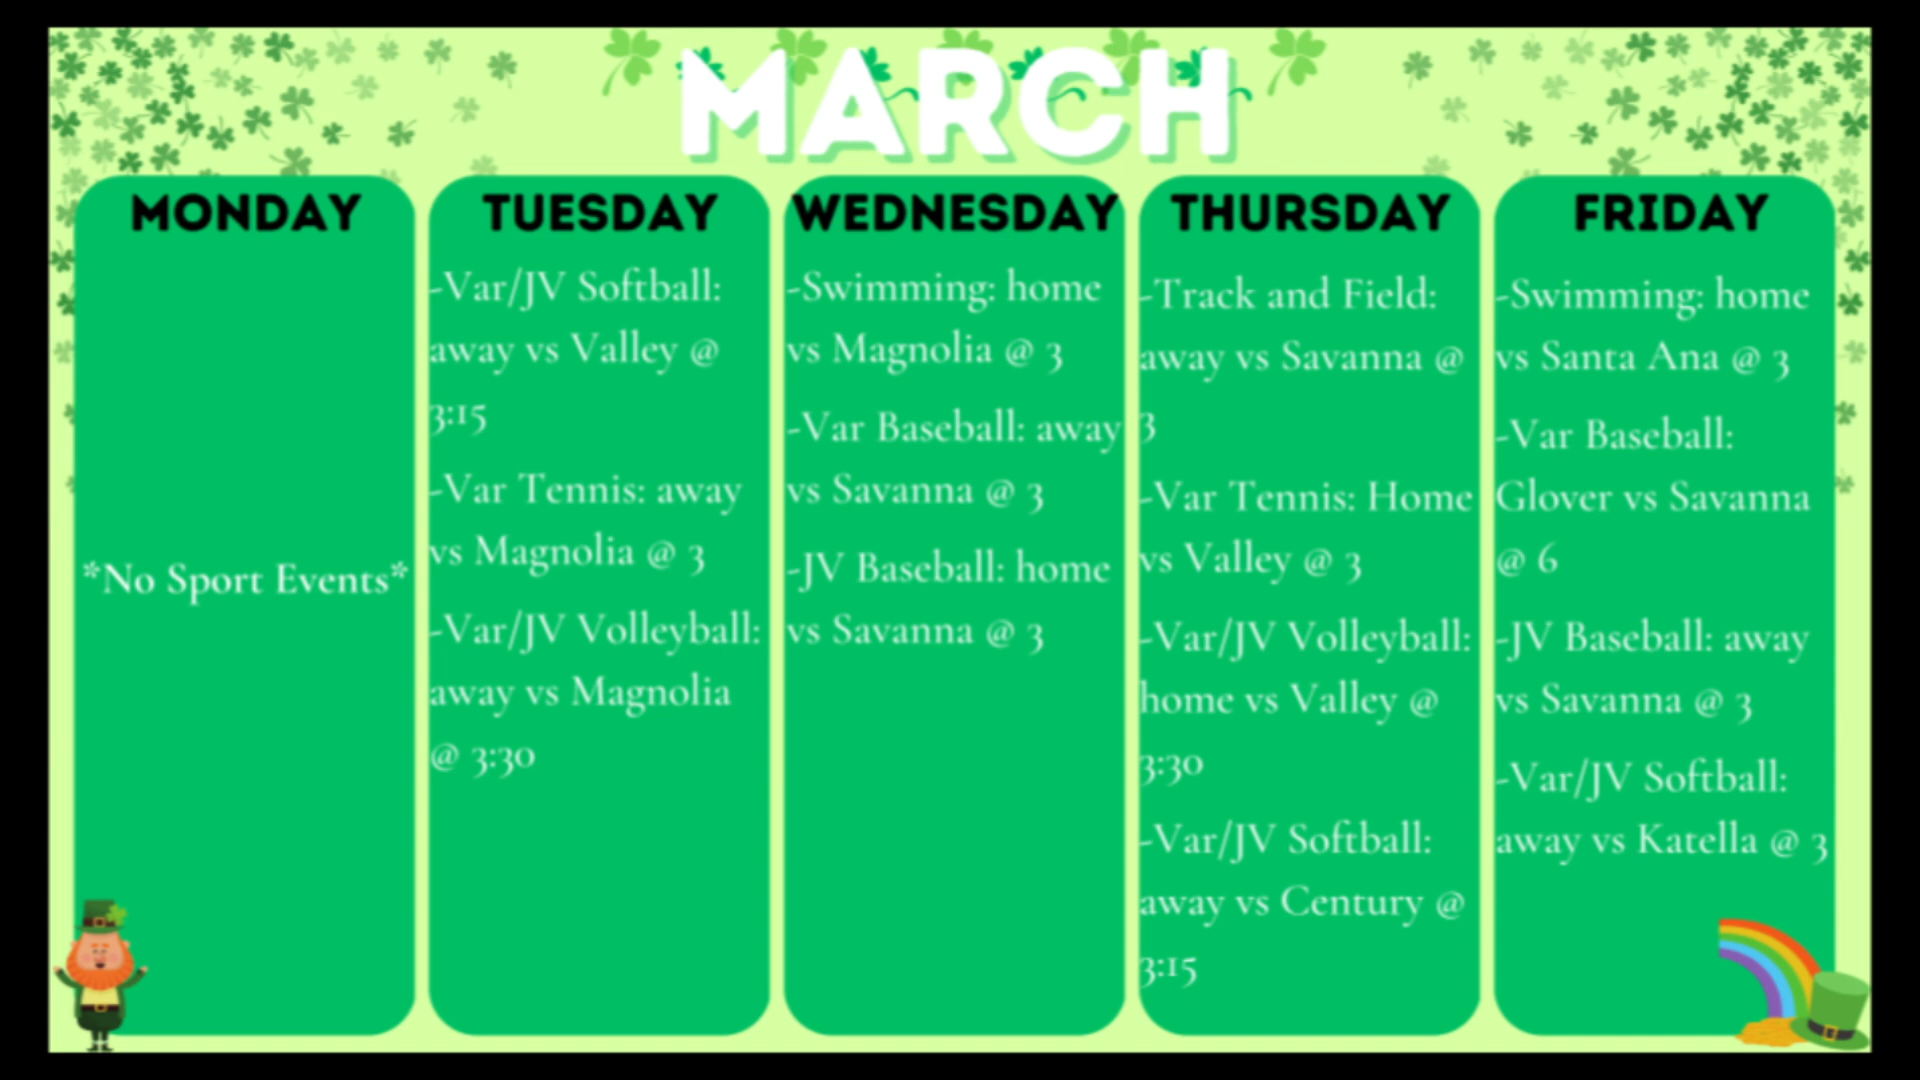 MARCH
MONDAY
*No Sport Events*
TUESDAY
-Var/JV Softball:
away vs Valley @
3:15
-Var Tennis: away
vs Magnolia @ 3
-Var/JV Volleyball:
away vs Magnolia
@ 3:30
WEDNESDAY
-Swimming: home
vs Magnolia @ 3
-Var Baseball: away
vs Savanna @ 3
-JV Baseball: home
vs Savanna @ 3
THURSDAY
-Track and Field:
away vs Savanna @
3
-Var Tennis: Home
vs Valley @ 3
-Var/JV Volleyball:
home vs Valley @
3:30
-Var/JV Softball:
away vs Century @
3:15
FRIDAY
-Swimming: home
vs Santa Ana @ 3
-Var Baseball:
Glover vs Savanna
@ 6
-JV Baseball: away
vs Savanna @ 3
-Var/JV Softball:
away vs Katella @ 3